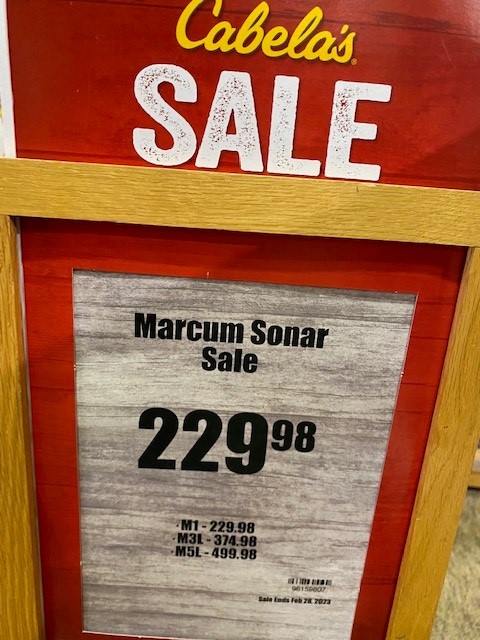 Cabela's
SALE
Marcum Sonar
Sale
229 98
·M1 - 229.98
·M3L - 374.98
·M5L - 499.98
96159807
Sale Ends Feb 28, 2023